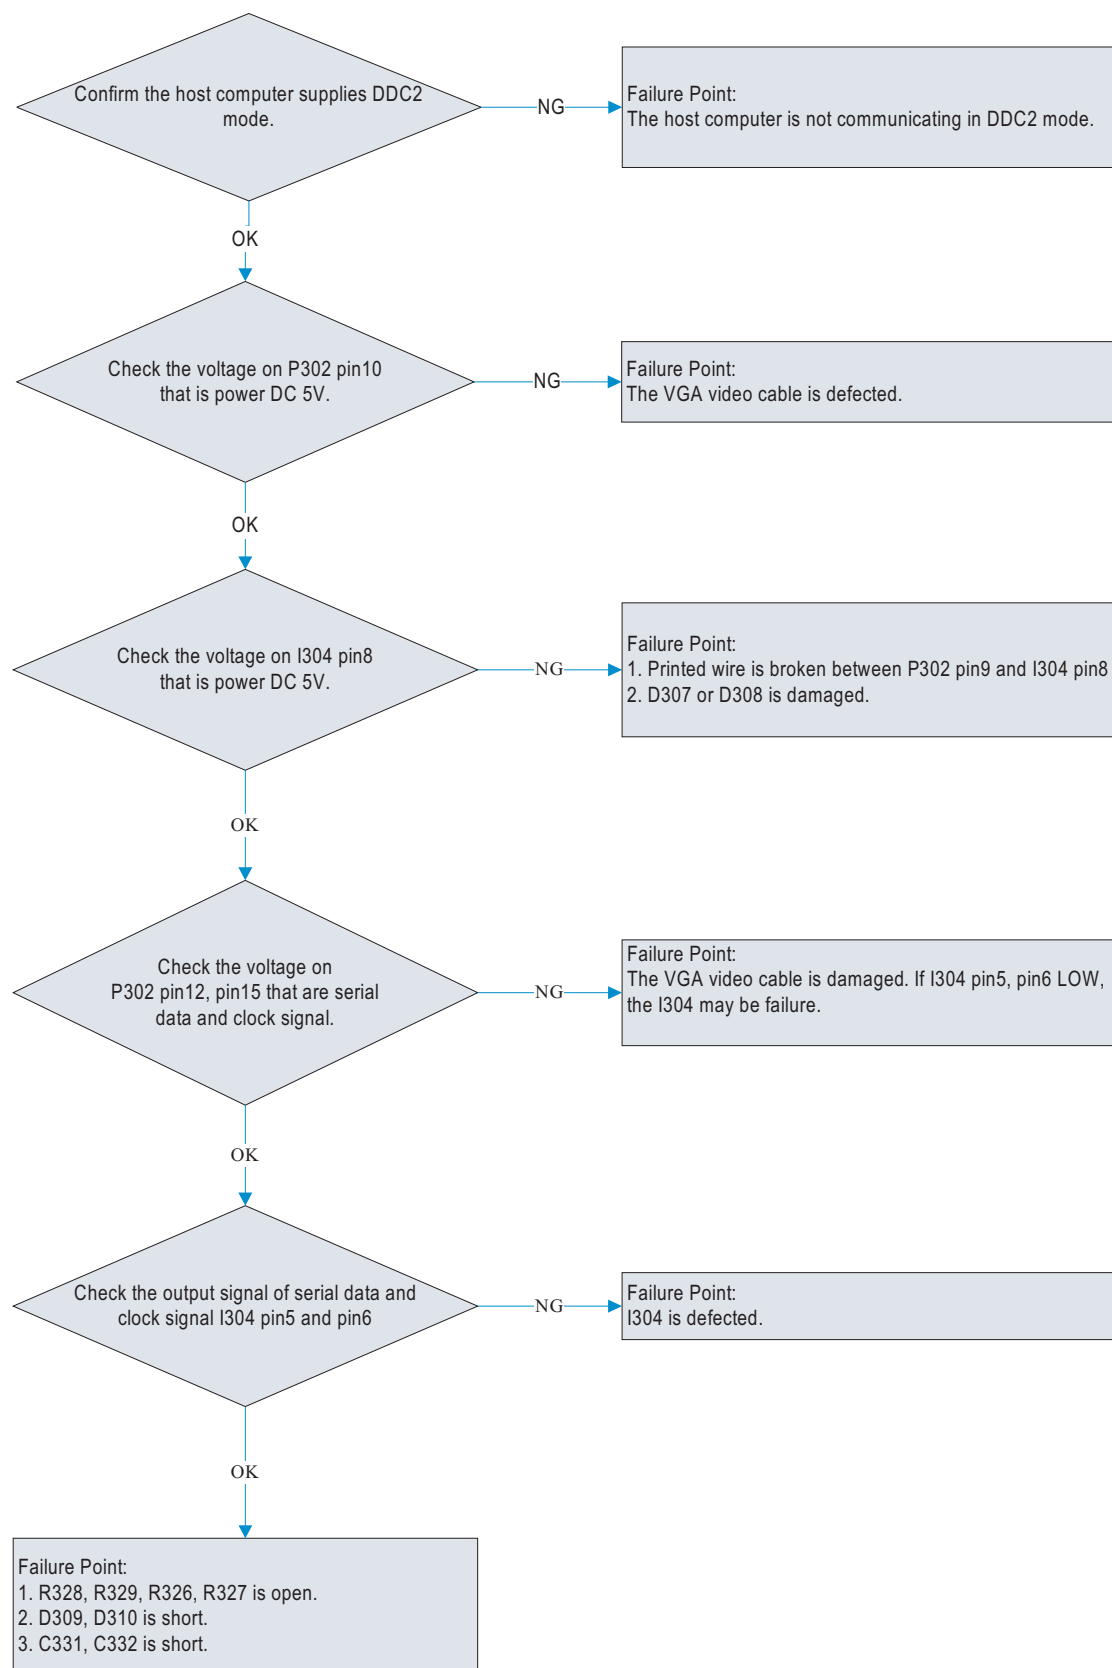 Confirm the host computer supplies DDC2
mode.
NG
Failure Point:
The host computer is not communicating in DDC2 mode.
OK
Check the voltage on P302 pin10
that is power DC 5V.
NG
Failure Point:
The VGA video cable is defected.
OK
Check the voltage on I304 pin8
that is power DC 5V.
NG
Failure Point:
1. Printed wire is broken between P302 pin9 and I304 pin8
2. D307 or D308 is damaged.
OK
Check the voltage on
P302 pin12, pin15 that are serial
data and clock signal.
NG
Failure Point:
The VGA video cable is damaged. If I304 pin5, pin6 LOW,
the I304 may be failure.
OK
Check the output signal of serial data and
clock signal I304 pin5 and pin6
NG
Failure Point:
I304 is defected.
OK
Failure Point:
1. R328, R329, R326, R327 is open.
2. D309, D310 is short.
3. C331, C332 is short.